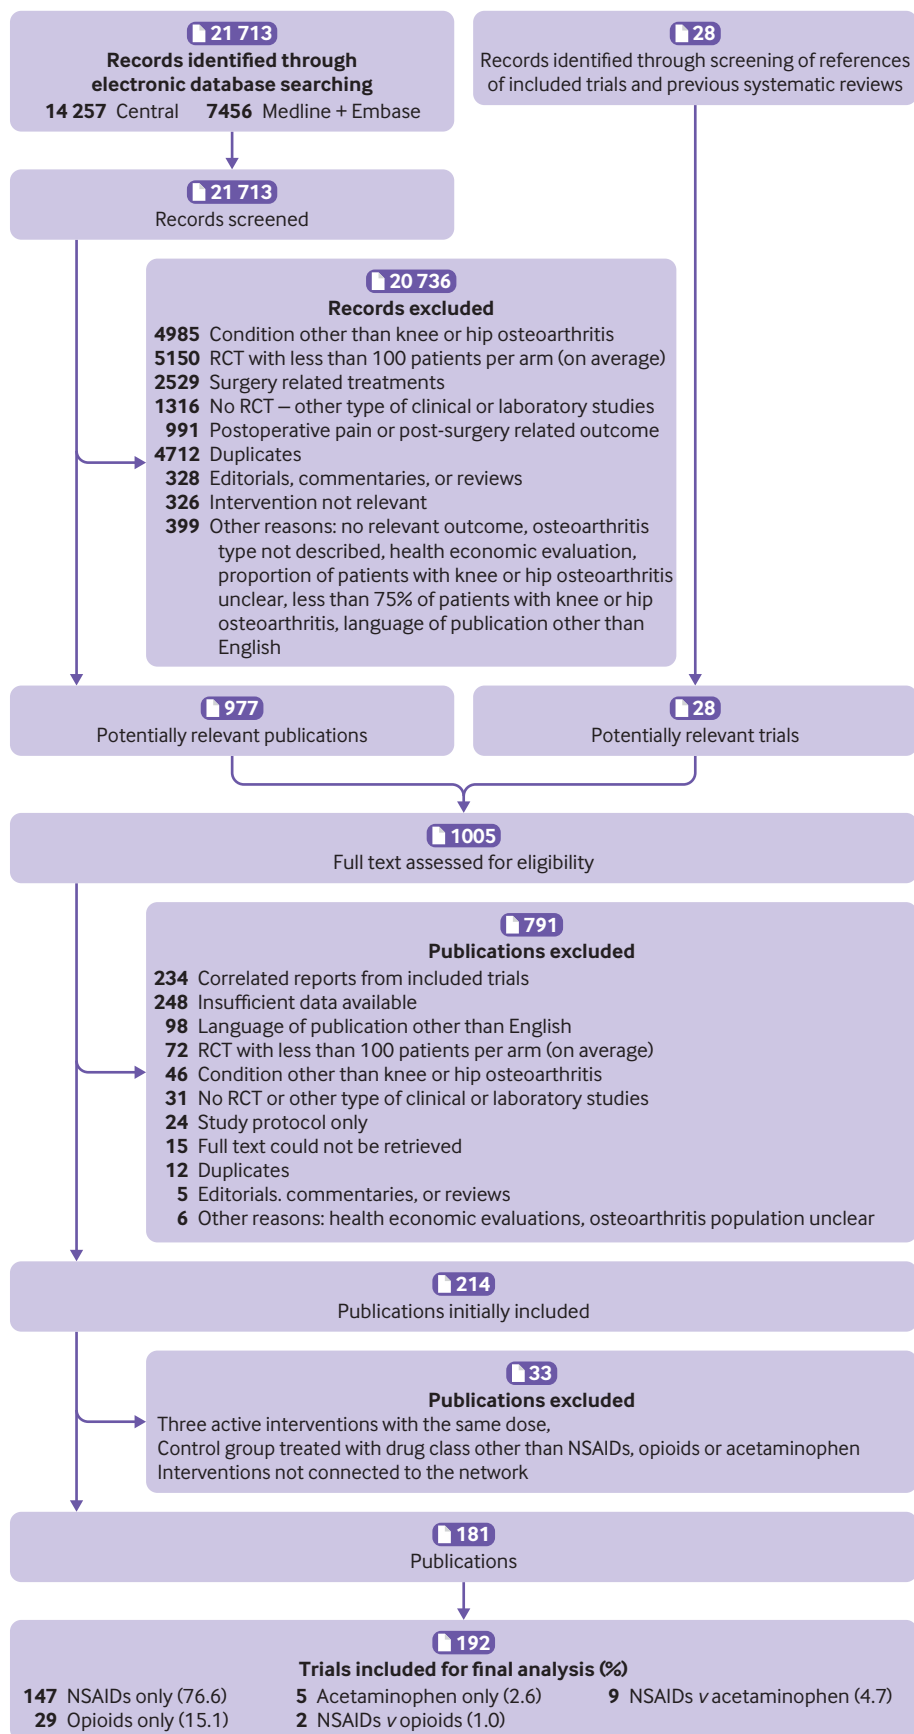 21 713
Records identified through
electronic database searching
14 257 Central 7456 Medline + Embase
28
Records identified through screening of references
of included trials and previous systematic reviews
21 713
Records screened
20 736
Records excluded
4985 Condition other than knee or hip osteoarthritis
5150 RCT with less than 100 patients per arm (on average)
2529 Surgery related treatments
1316 No RCT – other type of clinical or laboratory studies
991 Postoperative pain or post-surgery related outcome
4712 Duplicates
328 Editorials, commentaries, or reviews
326 Intervention not relevant
399 Other reasons: no relevant outcome, osteoarthritis
type not described, health economic evaluation,
proportion of patients with knee or hip osteoarthritis
unclear, less than 75% of patients with knee or hip
osteoarthritis, language of publication other than
English
977
Potentially relevant publications
28
Potentially relevant trials
1005
Full text assessed for eligibility
791
Publications excluded
234 Correlated reports from included trials
248 Insufficient data available
98 Language of publication other than English
72 RCT with less than 100 patients per arm (on average)
46 Condition other than knee or hip osteoarthritis
31 No RCT or other type of clinical or laboratory studies
24 Study protocol only
15 Full text could not be retrieved
12 Duplicates
5 Editorials. commentaries, or reviews
6 Other reasons: health economic evaluations, osteoarthritis population unclear
214
Publications initially included
33
Publications excluded
Three active interventions with the same dose,
Control group treated with drug class other than NSAIDs, opioids or acetaminophen
Interventions not connected to the network
181
Publications
192
Trials included for final analysis (%)
147 NSAIDs only (76.6) 5 Acetaminophen only (2.6) 9 NSAIDs v acetaminophen (4.7)
29 Opioids only (15.1) 2 NSAIDs v opioids (1.0)